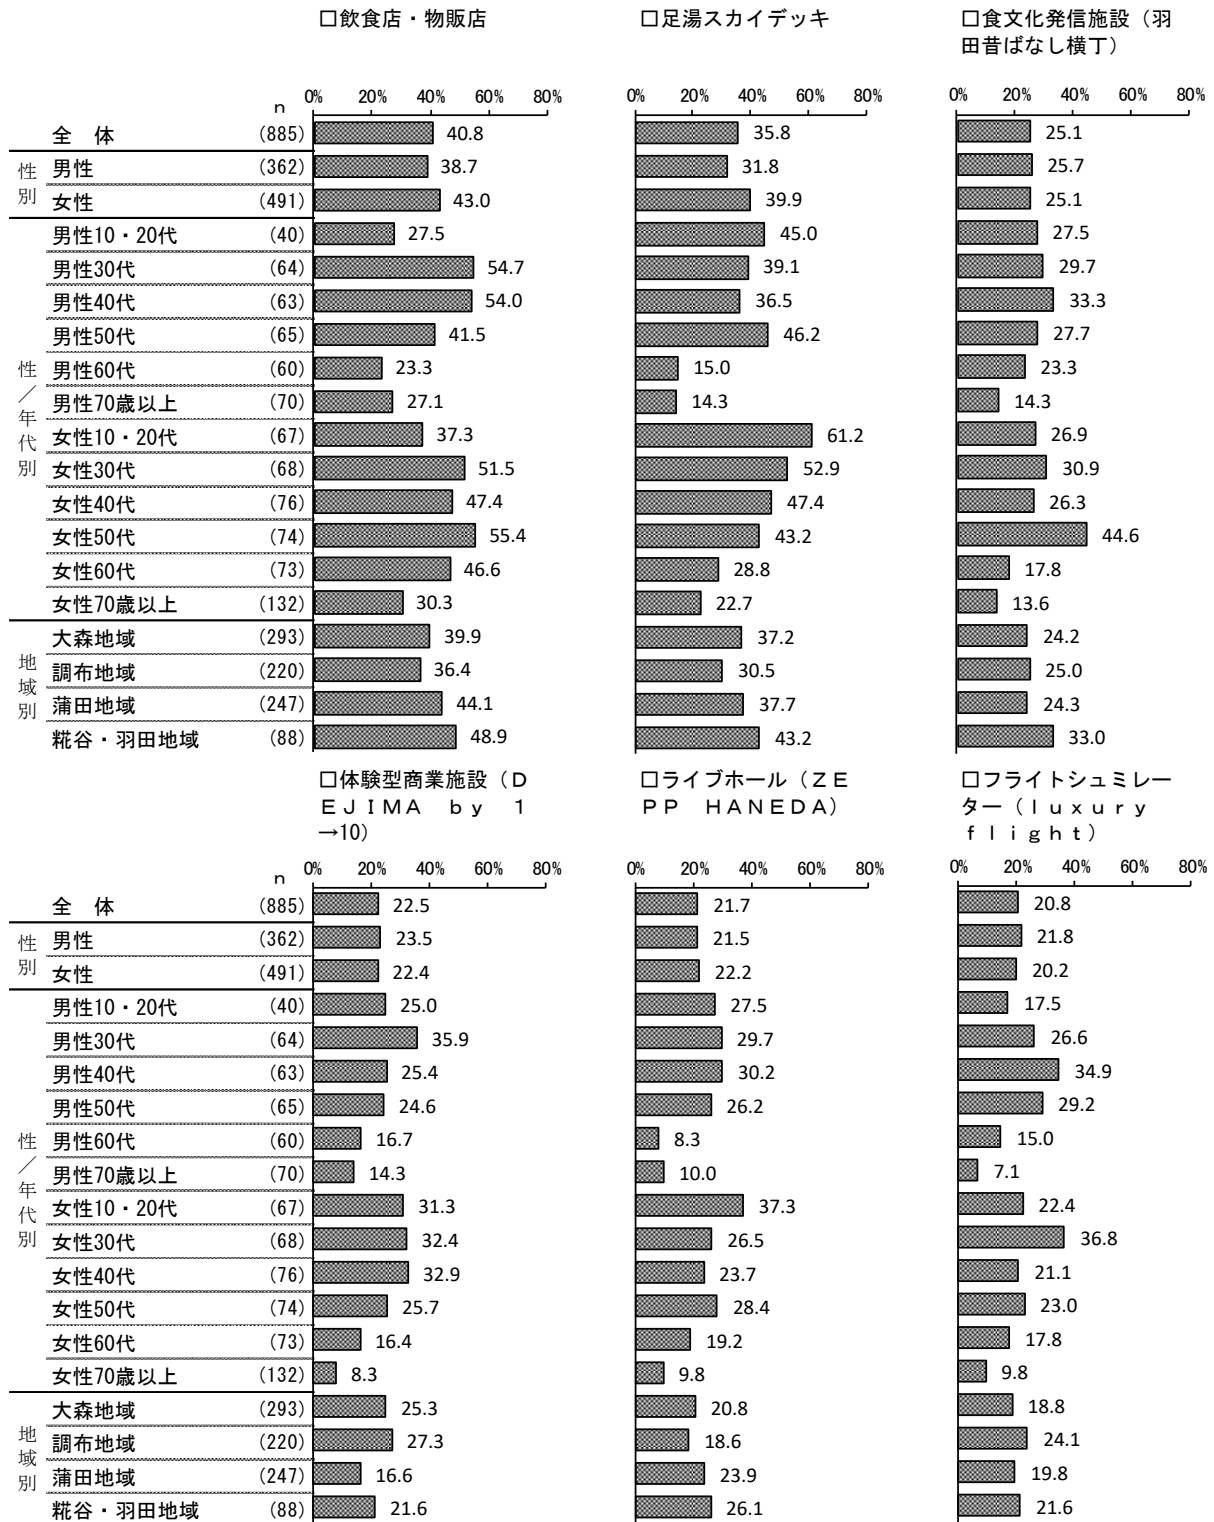 □飲食店・物販店 □足湯スカイデッキ □食文化発信施設（羽
田昔ばなし横丁）
n 0% 20% 40% 60% 80% 0% 20% 40% 60% 80% 0% 20% 40% 60% 80%
全 体 (885) 40.8 35.8 25.1
性別
男性 (362) 38.7 31.8 25.7
女性 (491) 43.0 39.9 25.1
性／年代別
男性10・20代 (40) 27.5 45.0 27.5
男性30代 (64) 54.7 39.1 29.7
男性40代 (63) 54.0 36.5 33.3
男性50代 (65) 41.5 46.2 27.7
男性60代 (60) 23.3 15.0 23.3
男性70歳以上 (70) 27.1 14.3 14.3
女性10・20代 (67) 37.3 61.2 26.9
女性30代 (68) 51.5 52.9 30.9
女性40代 (76) 47.4 47.4 26.3
女性50代 (74) 55.4 43.2 44.6
女性60代 (73) 46.6 28.8 17.8
女性70歳以上 (132) 30.3 22.7 13.6
地域別
大森地域 (293) 39.9 37.2 24.2
調布地域 (220) 36.4 30.5 25.0
蒲田地域 (247) 44.1 37.7 24.3
糀谷・羽田地域 (88) 48.9 43.2 33.0
□体験型商業施設（Ｄ □ライブホール（ＺＥ □フライトシュミレー
ＥＪＩＭＡ ｂｙ １ ＰＰ ＨＡＮＥＤＡ） ター（ｌｕｘｕｒｙ
→10） ｆｌｉｇｈｔ）
n 0% 20% 40% 60% 80% 0% 20% 40% 60% 80% 0% 20% 40% 60% 80%
全 体 (885) 22.5 21.7 20.8
性別
男性 (362) 23.5 21.5 21.8
女性 (491) 22.4 22.2 20.2
性／年代別
男性10・20代 (40) 25.0 27.5 17.5
男性30代 (64) 35.9 29.7 26.6
男性40代 (63) 25.4 30.2 34.9
男性50代 (65) 24.6 26.2 29.2
男性60代 (60) 16.7 8.3 15.0
男性70歳以上 (70) 14.3 10.0 7.1
女性10・20代 (67) 31.3 37.3 22.4
女性30代 (68) 32.4 26.5 36.8
女性40代 (76) 32.9 23.7 21.1
女性50代 (74) 25.7 28.4 23.0
女性60代 (73) 16.4 19.2 17.8
女性70歳以上 (132) 8.3 9.8 9.8
地域別
大森地域 (293) 25.3 20.8 18.8
調布地域 (220) 27.3 18.6 24.1
蒲田地域 (247) 16.6 23.9 19.8
糀谷・羽田地域 (88) 21.6 26.1 21.6